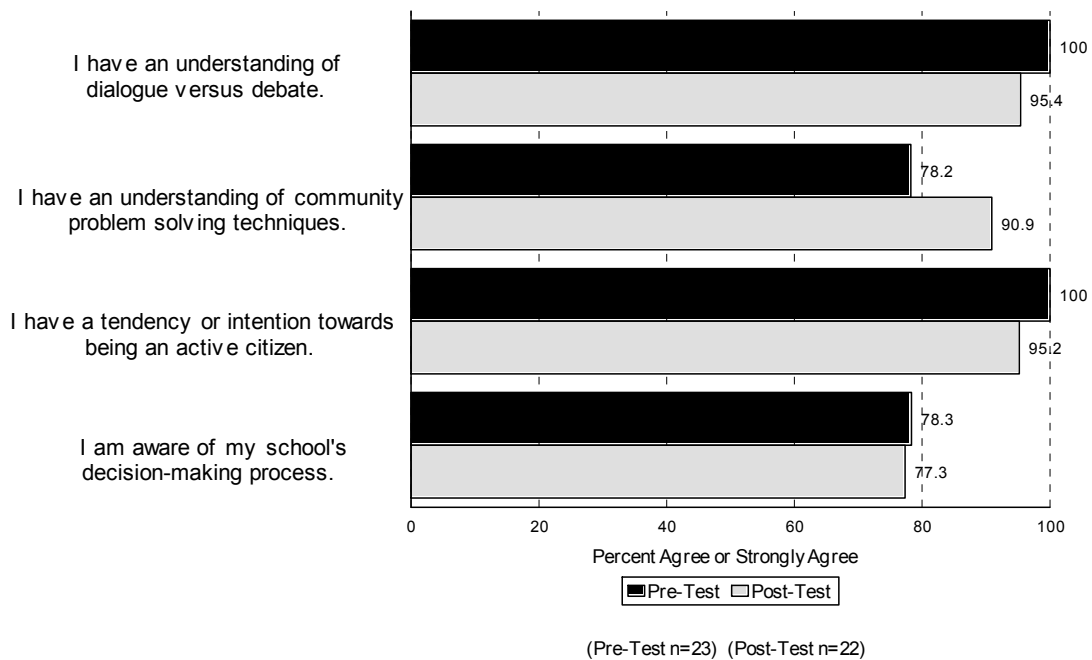 I have an understanding of
dialogue versus debate.
100
95.4
I have an understanding of community
problem solving techniques.
78.2
90.9
I have a tendency or intention towards
being an active citizen.
100
95.2
I am aware of my school's
decision-making process.
78.3
77.3
0 20 40 60 80 100
Percent Agree or Strongly Agree
Pre-Test Post-Test
(Pre-Test n=23) (Post-Test n=22)